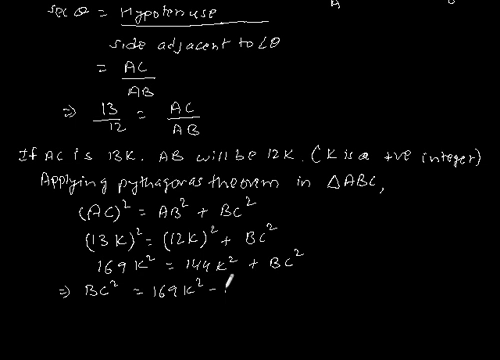 sec θ = Hypotenuse
side adjacent to ∠θ
= AC
AB
⇒ 13 = AC
12 AB
If AC is 13K. AB will be 12K. (K is a +ve integer)
Applying pythagoras theorem in △ABC,
(AC)² = AB² + BC²
(13K)² = (12K)² + BC²
169K² = 144K² + BC²
⇒ BC² = 169K² -